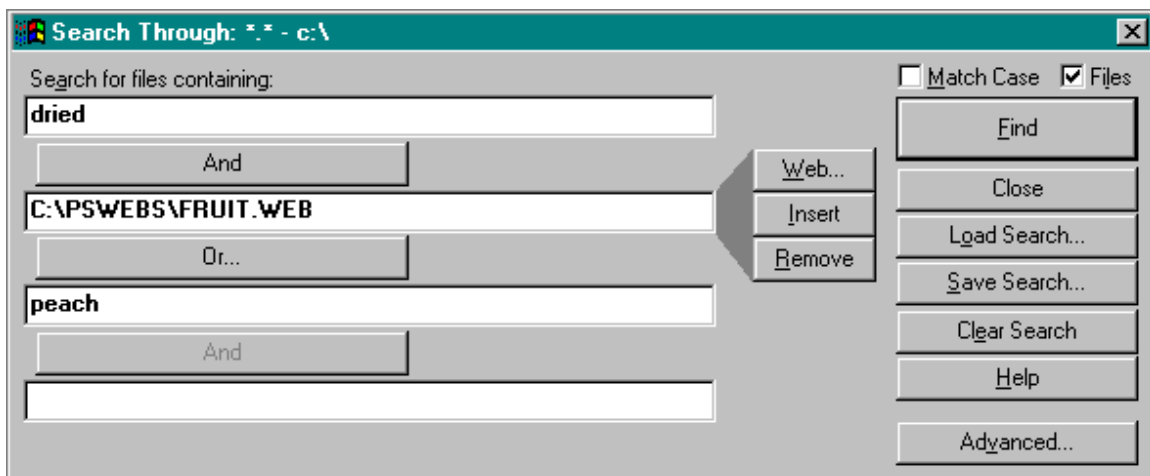 Search Through: *.* - c:\
Search for files containing:
Match Case Files
dried
Find
And
Web...
Close
C:\PSWEBS\FRUIT.WEB
Insert
Load Search...
Or...
Remove
Save Search...
peach
Clear Search
And
Help
Advanced...